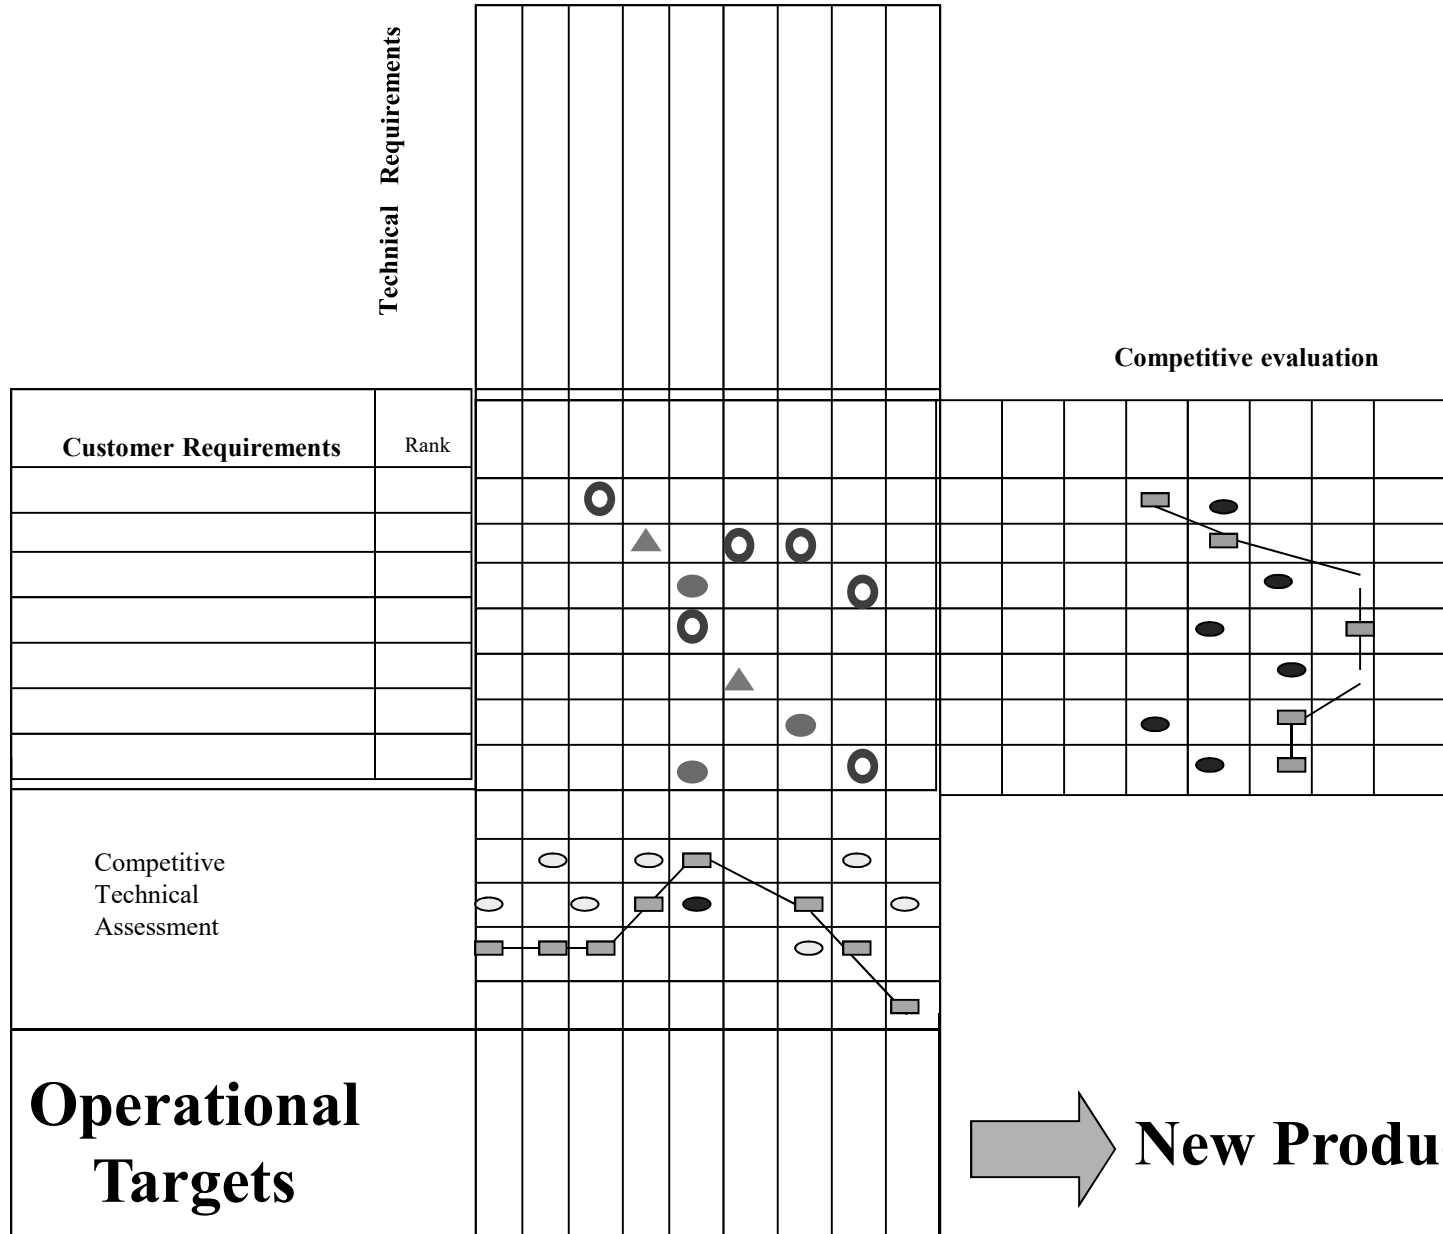 Technical Requirements
Competitive evaluation
Customer Requirements
Rank
Competitive
Technical
Assessment
Operational
Targets
New Produ